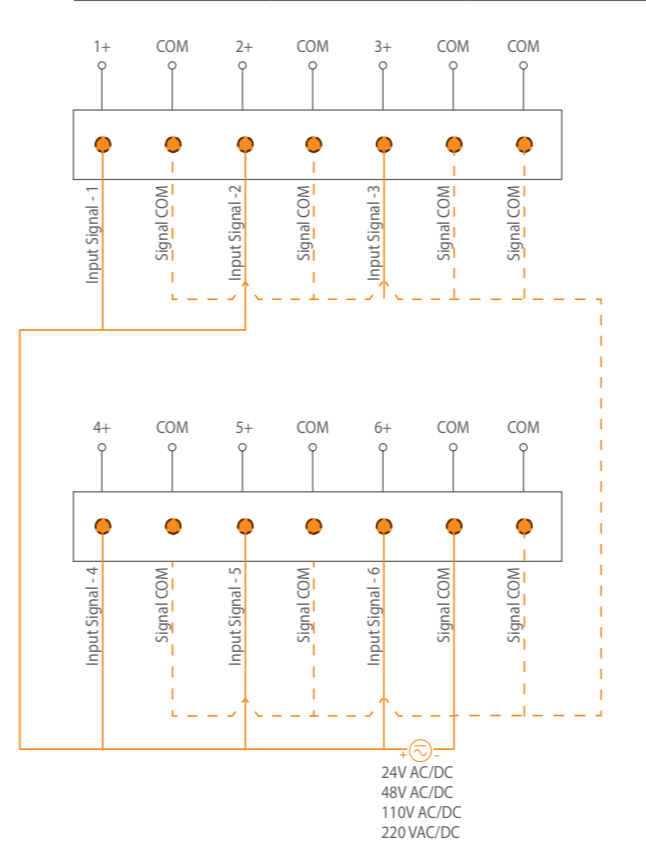 1+ COM 2+ COM 3+ COM COM
Input Signal - 1
Signal COM
Input Signal -2
Signal COM
Input Signal -3
Signal COM
Signal COM
4+ COM 5+ COM 6+ COM COM
Input Signal - 4
Signal COM
Input Signal - 5
Signal COM
Input Signal - 6
Signal COM
Signal COM
+ -
24V AC/DC
48V AC/DC
110V AC/DC
220 VAC/DC